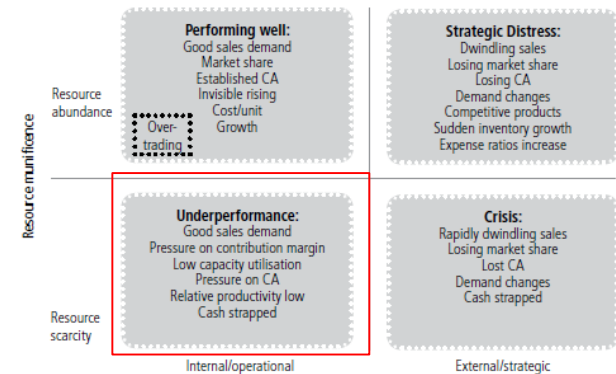 Performing well:
Good sales demand
Market share
Established CA
Invisible rising
Cost/unit
Growth
Over-
trading
Strategic Distress:
Dwindling sales
Losing market share
Losing CA
Demand changes
Competitive products
Sudden inventory growth
Expense ratios increase
Resource
abundance
Resource munificence
Underperformance:
Good sales demand
Pressure on contribution margin
Low capacity utilisation
Pressure on CA
Relative productivity low
Cash strapped
Crisis:
Rapidly dwindling sales
Losing market share
Lost CA
Demand changes
Cash strapped
Resource
scarcity
Internal/operational
External/strategic